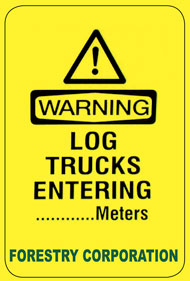 WARNING
LOG
TRUCKS
ENTERING
............Meters
FORESTRY CORPORATION